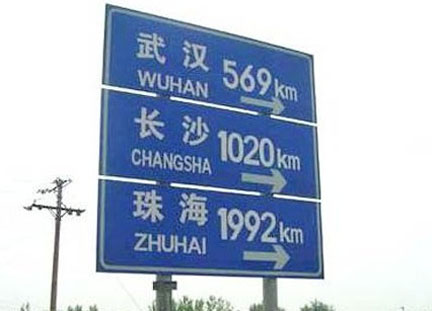 武汉 569km
WUHAN
长沙 1020km
CHANGSHA
珠海 1992km
ZHUHAI